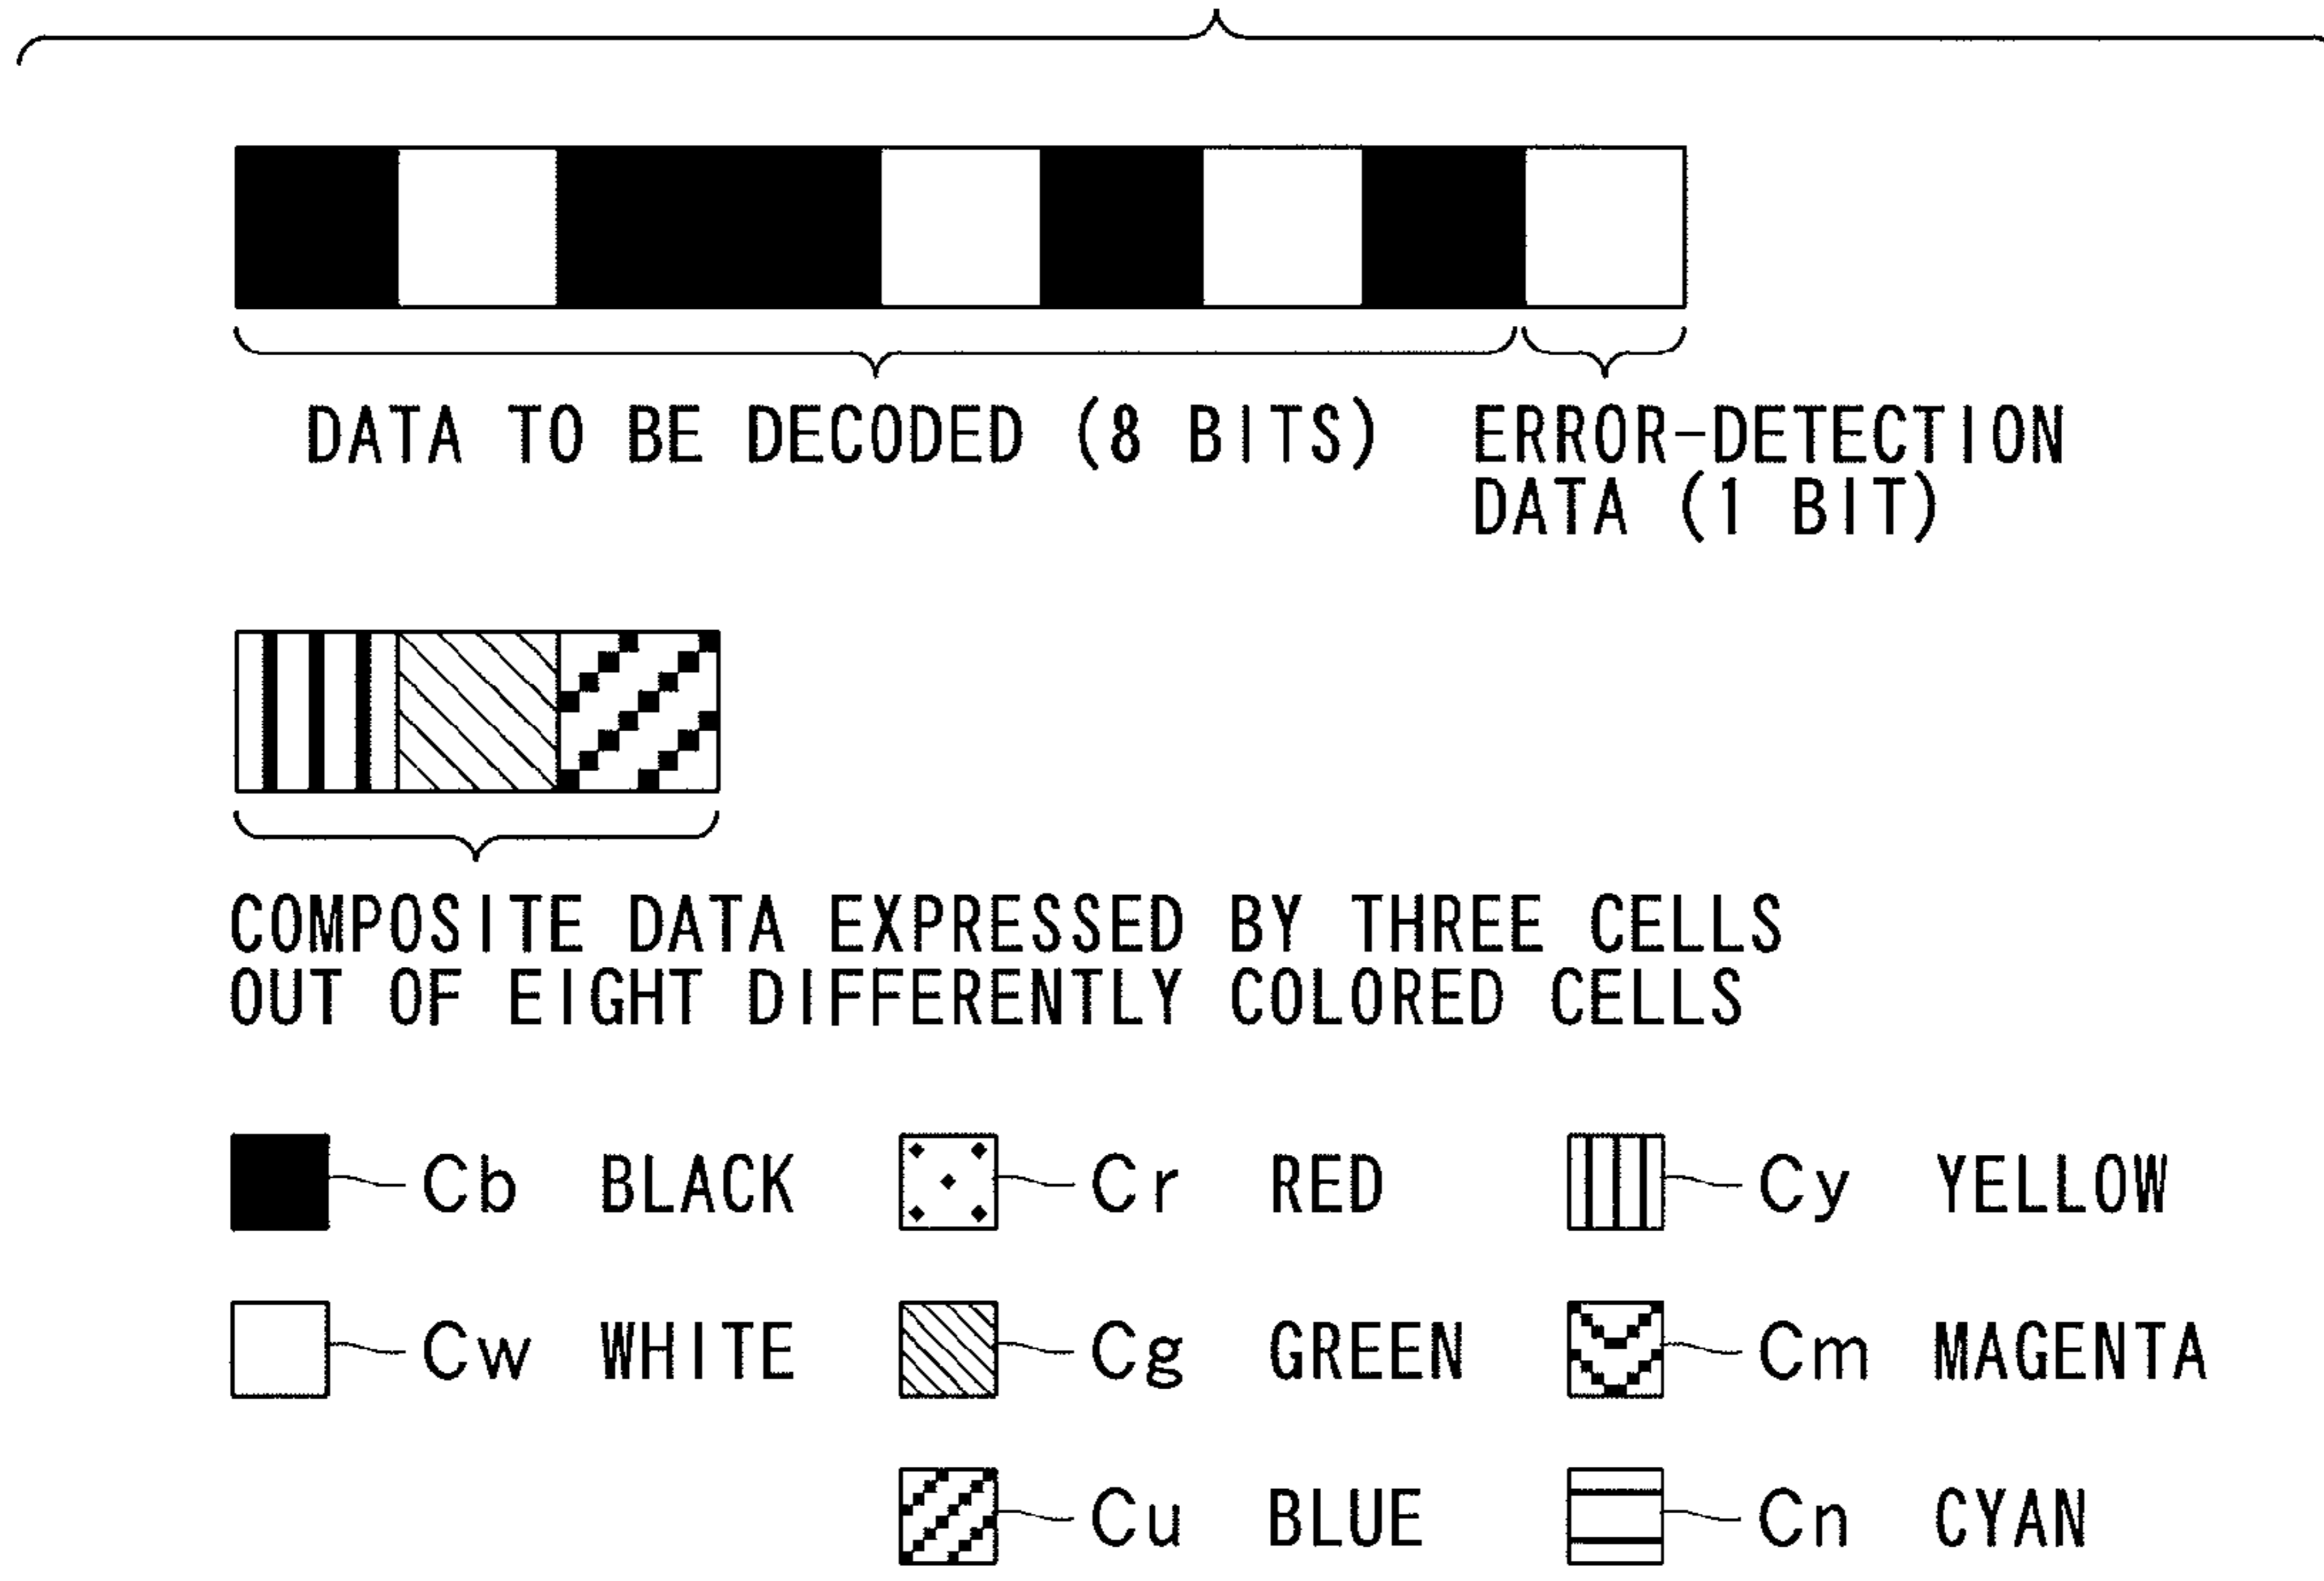 DATA TO BE DECODED (8 BITS)
ERROR-DETECTION
DATA (1 BIT)
COMPOSITE DATA EXPRESSED BY THREE CELLS
OUT OF EIGHT DIFFERENTLY COLORED CELLS
Cb BLACK Cr RED Cy YELLOW
Cw WHITE Cg GREEN Cm MAGENTA
Cu BLUE Cn CYAN